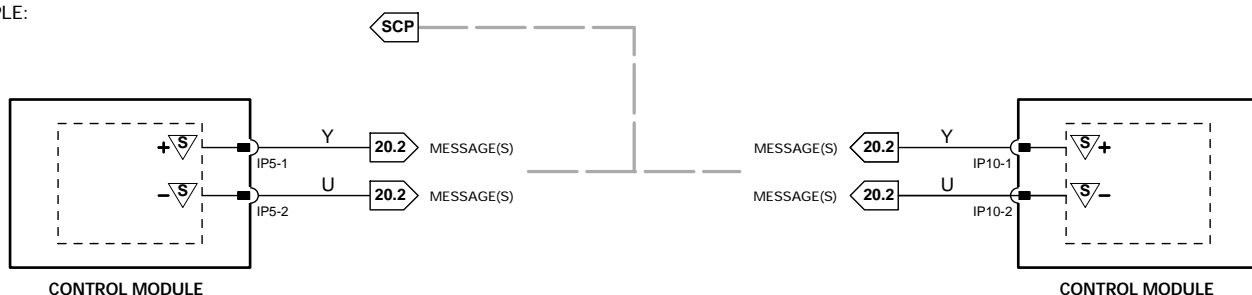 PLE:
SCP
+ S Y 20.2 MESSAGE(S) MESSAGE(S) 20.2 Y S +
IP5-1 IP10-1
– S U 20.2 MESSAGE(S) MESSAGE(S) 20.2 U S –
IP5-2 IP10-2
CONTROL MODULE CONTROL MODULE